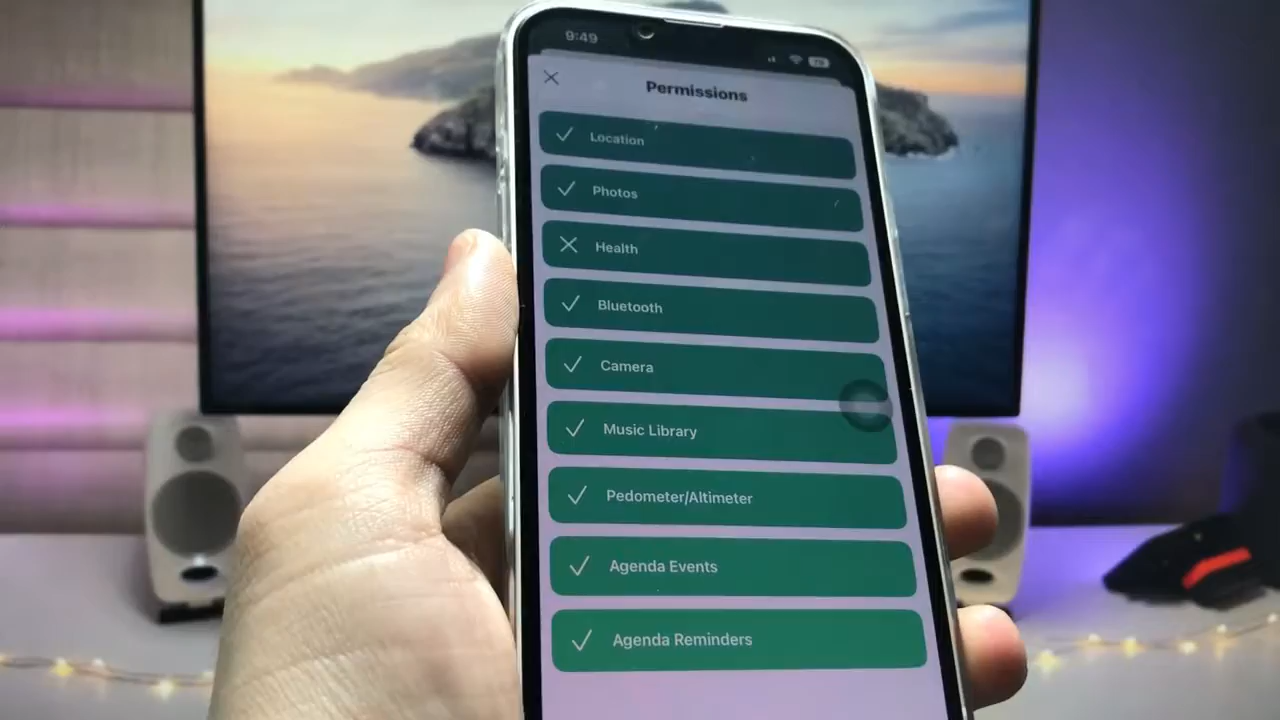 9:49
Permissions
Location
Photos
Health
Bluetooth
Camera
Music Library
Pedometer/Altimeter
Agenda Events
Agenda Reminders